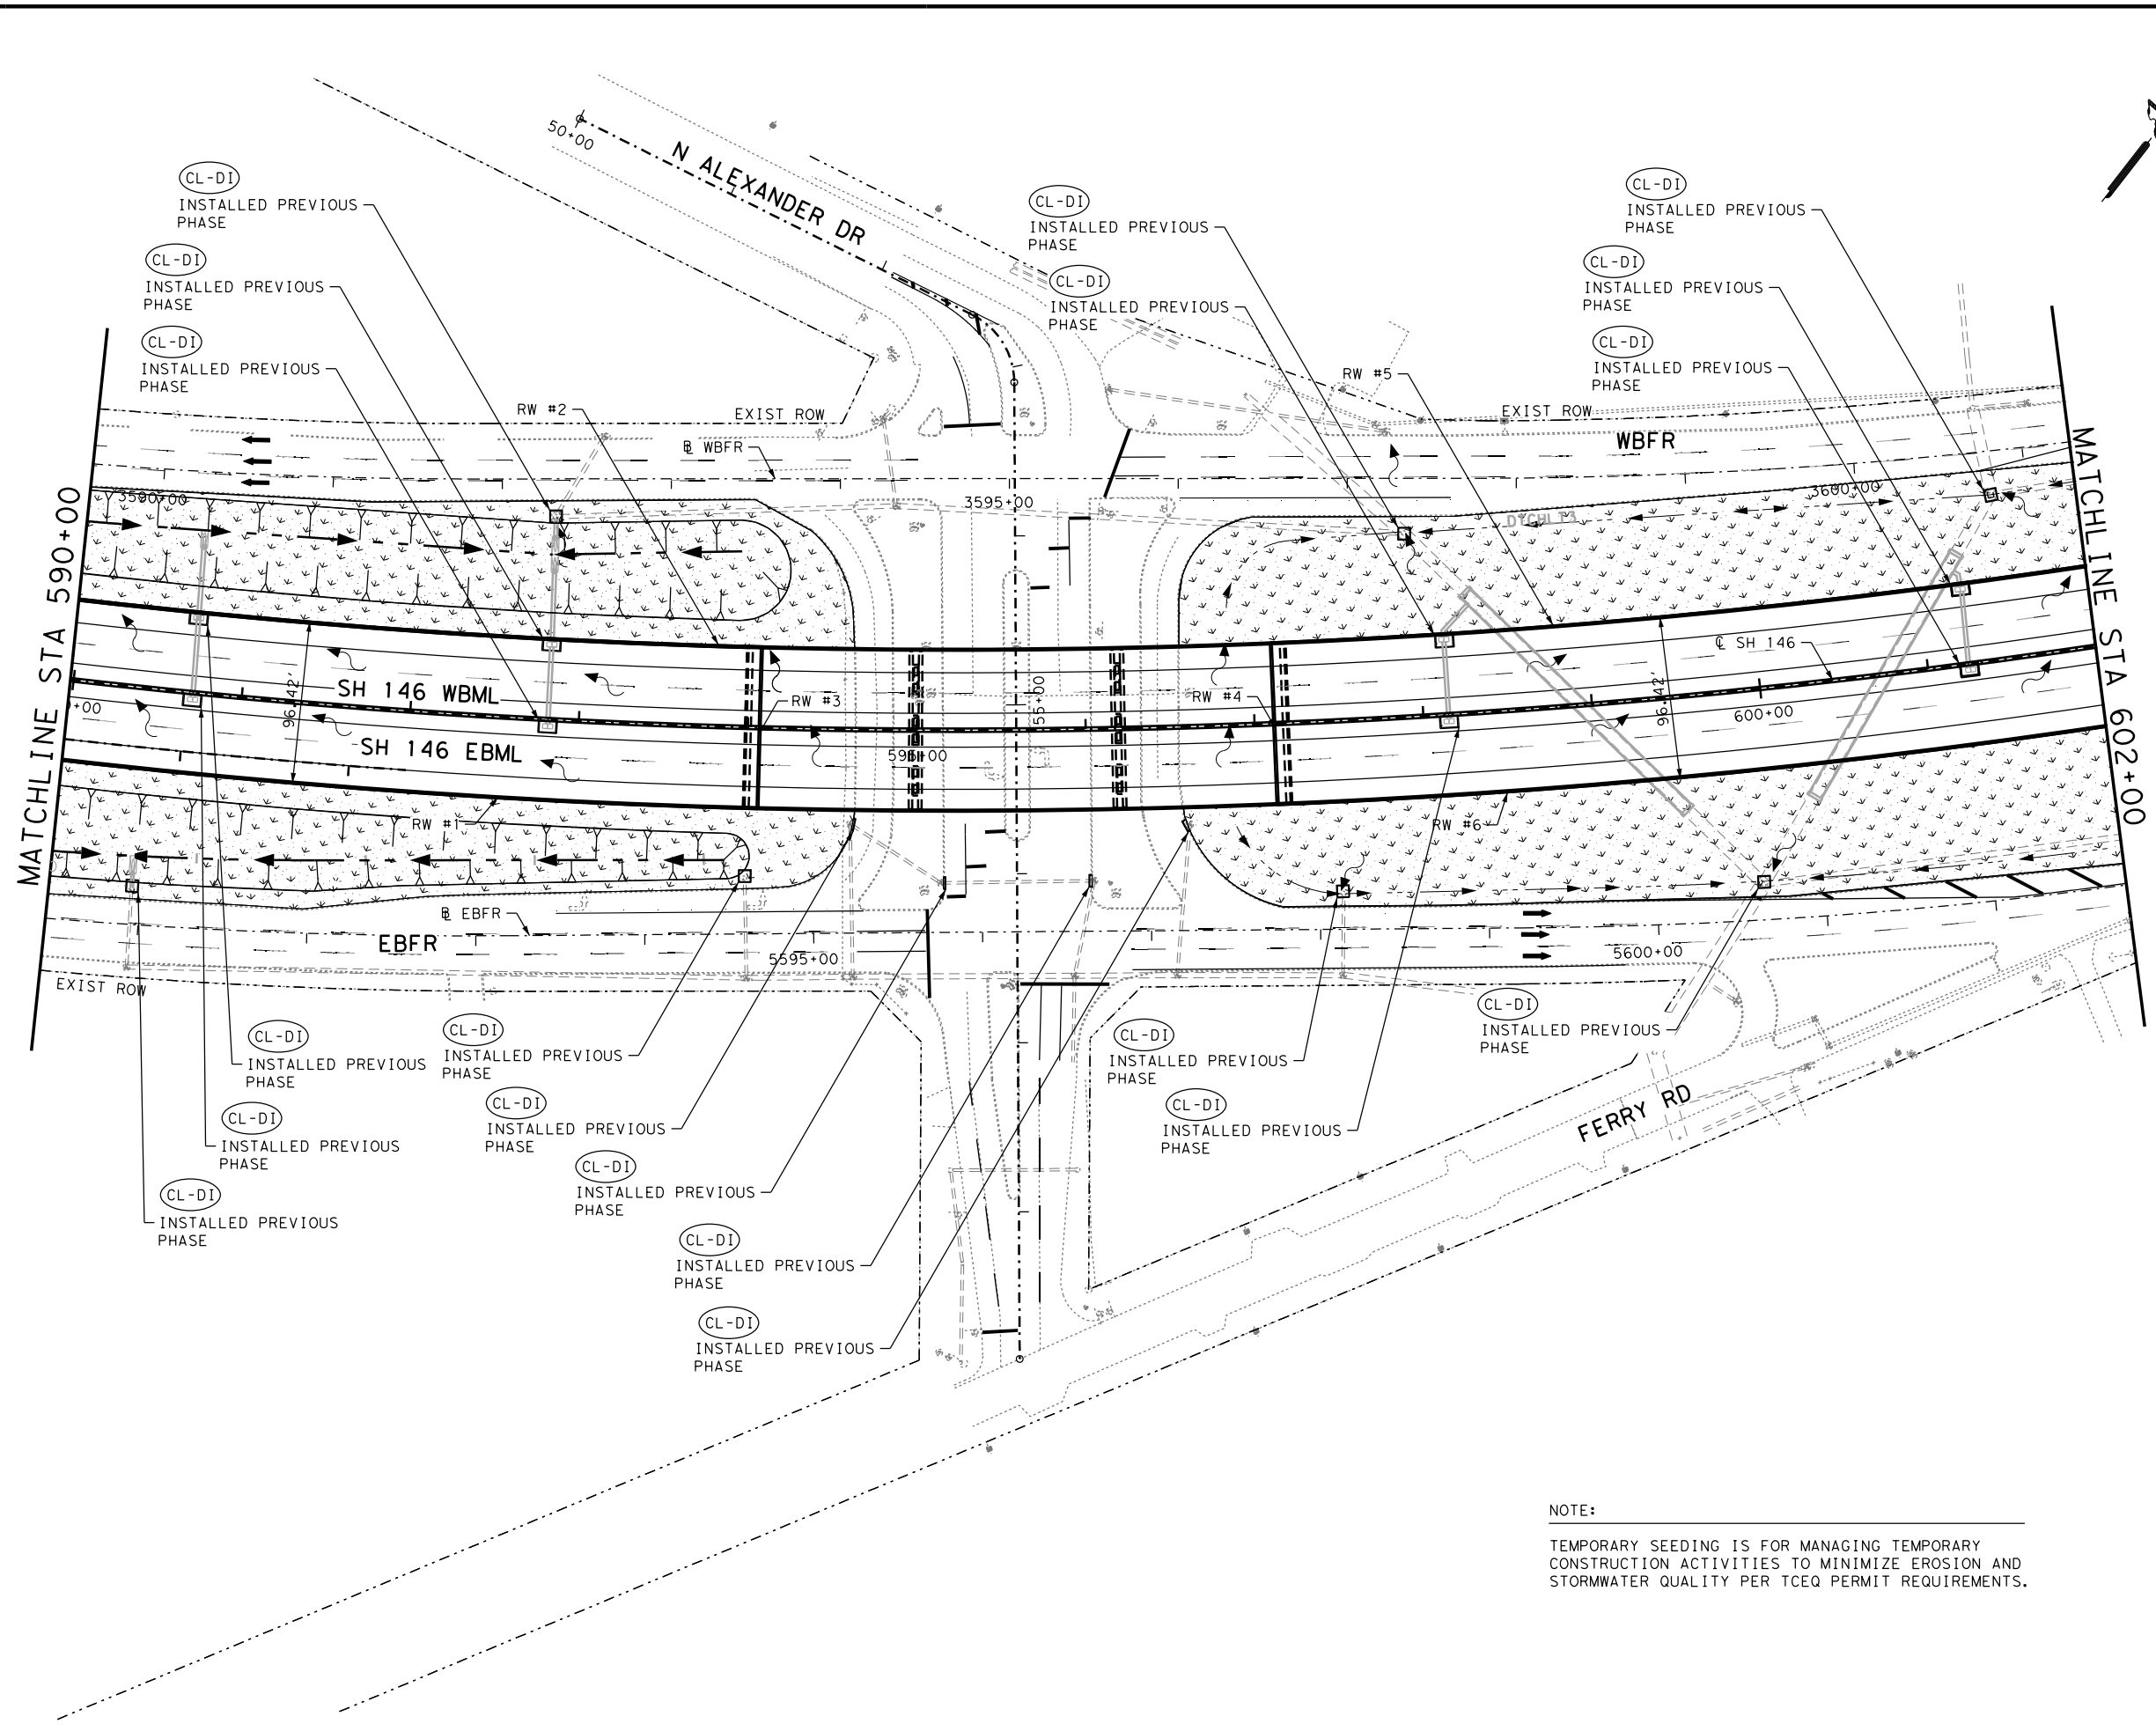 50+00
N ALEXANDER DR
CL-DI
INSTALLED PREVIOUS
PHASE
CL-DI
INSTALLED PREVIOUS
PHASE
CL-DI
INSTALLED PREVIOUS
PHASE
CL-DI
INSTALLED PREVIOUS
PHASE
CL-DI
INSTALLED PREVIOUS
PHASE
CL-DI
INSTALLED PREVIOUS
PHASE
CL-DI
INSTALLED PREVIOUS
PHASE
CL-DI
INSTALLED PREVIOUS
PHASE
RW #2
EXIST ROW
RW #5
EXIST ROW
WBFR
B WBFR
MATCHLINE STA 590+00
3590+00
3595+00
3600+00
MATCHLINE STA 602+00
SH 146 WBML
96.42'
RW #3
55+00
RW #4
℄ SH 146
96.42'
600+00
+00
SH 146 EBML
595+00
RW #1
RW #6
B EBFR
EBFR
5595+00
5600+00
EXIST ROW
CL-DI
INSTALLED PREVIOUS
PHASE
CL-DI
INSTALLED PREVIOUS
PHASE
CL-DI
INSTALLED PREVIOUS
PHASE
CL-DI
INSTALLED PREVIOUS
PHASE
CL-DI
INSTALLED PREVIOUS
PHASE
CL-DI
INSTALLED PREVIOUS
PHASE
CL-DI
INSTALLED PREVIOUS
PHASE
CL-DI
INSTALLED PREVIOUS
PHASE
CL-DI
INSTALLED PREVIOUS
PHASE
CL-DI
INSTALLED PREVIOUS
PHASE
CL-DI
INSTALLED PREVIOUS
PHASE
FERRY RD
NOTE:
TEMPORARY SEEDING IS FOR MANAGING TEMPORARY
CONSTRUCTION ACTIVITIES TO MINIMIZE EROSION AND
STORMWATER QUALITY PER TCEQ PERMIT REQUIREMENTS.